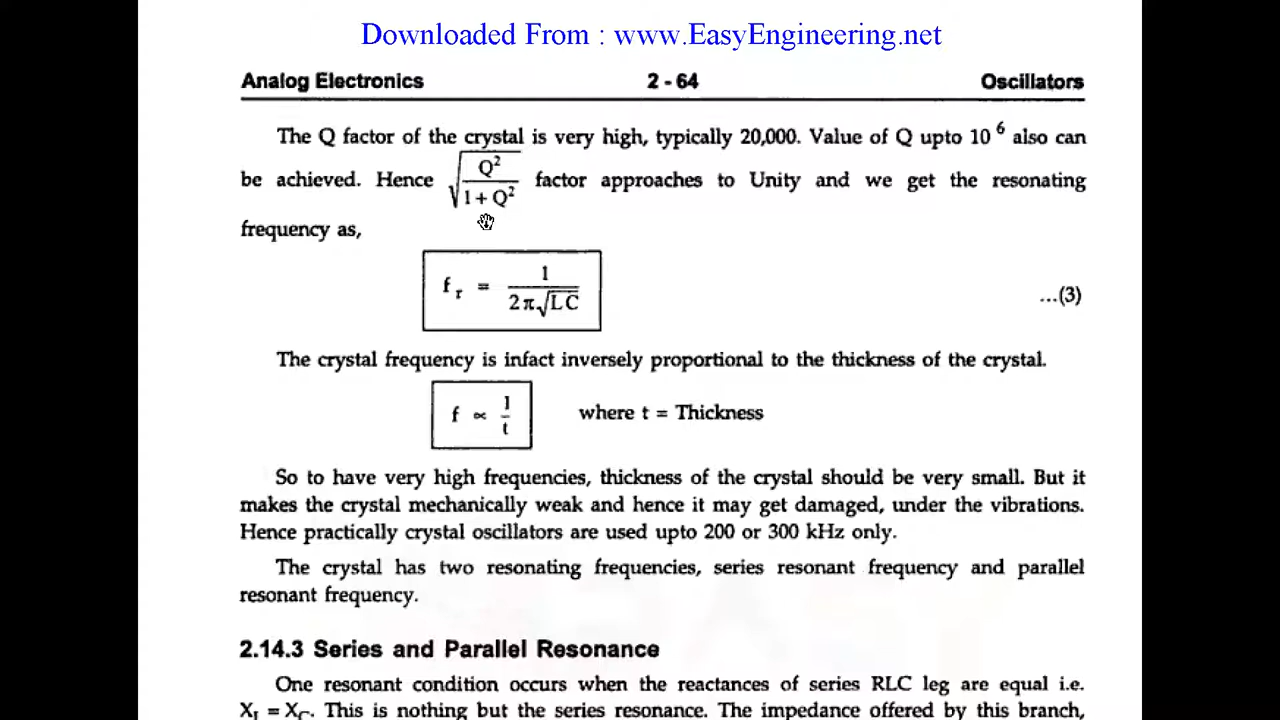 Downloaded From : www.EasyEngineering.net
Analog Electronics 2 - 64 Oscillators
The Q factor of the crystal is very high, typically 20,000. Value of Q upto 10^6 also can
be achieved. Hence √(Q²/(1 + Q²)) factor approaches to Unity and we get the resonating
frequency as,
f_r = 1/(2π√LC) ...(3)
The crystal frequency is infact inversely proportional to the thickness of the crystal.
f ∝ 1/t where t = Thickness
So to have very high frequencies, thickness of the crystal should be very small. But it
makes the crystal mechanically weak and hence it may get damaged, under the vibrations.
Hence practically crystal oscillators are used upto 200 or 300 kHz only.
The crystal has two resonating frequencies, series resonant frequency and parallel
resonant frequency.
2.14.3 Series and Parallel Resonance
One resonant condition occurs when the reactances of series RLC leg are equal i.e.
X_L = X_C. This is nothing but the series resonance. The impedance offered by this branch,